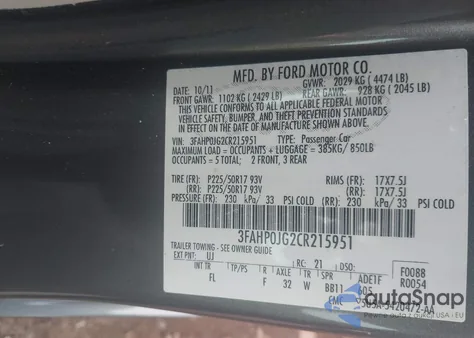 MFD. BY FORD MOTOR CO.
DATE: 10/11 GVWR: 2029 KG ( 4474 LB)
FRONT GAWR: 1102 KG ( 2429 LB) REAR GAWR: 928 KG ( 2045 LB)
THIS VEHICLE CONFORMS TO ALL APPLICABLE FEDERAL MOTOR
VEHICLE SAFETY, BUMPER, AND THEFT PREVENTION STANDARDS
IN EFFECT ON THE DATE OF MANUFACTURE SHOWN ABOVE.
VIN: 3FAHP0JG2CR215951 TYPE: Passenger Car
MAXIMUM LOAD = OCCUPANTS + LUGGAGE = 385KG/ 850LB
OCCUPANTS = 5 TOTAL; 2 FRONT, 3 REAR
TIRE (FR): P225/50R17 93V RIMS (FR): 17X7.5J
(RR): P225/50R17 93V (RR): 17X7.5J
PRESSURE (FR): 230 kPa/ 33 PSI COLD (RR): 230 kPa/ 33 PSI COLD
3FAHP0JG2CR215951
TRAILER TOWING - SEE OWNER GUIDE
EXT PNT: UJ RC: 21 DSO: F0088
INT TR TP/PS R AXLE TR SPR ADETF R0054
FL F 32 W BB11 605
autoSnap